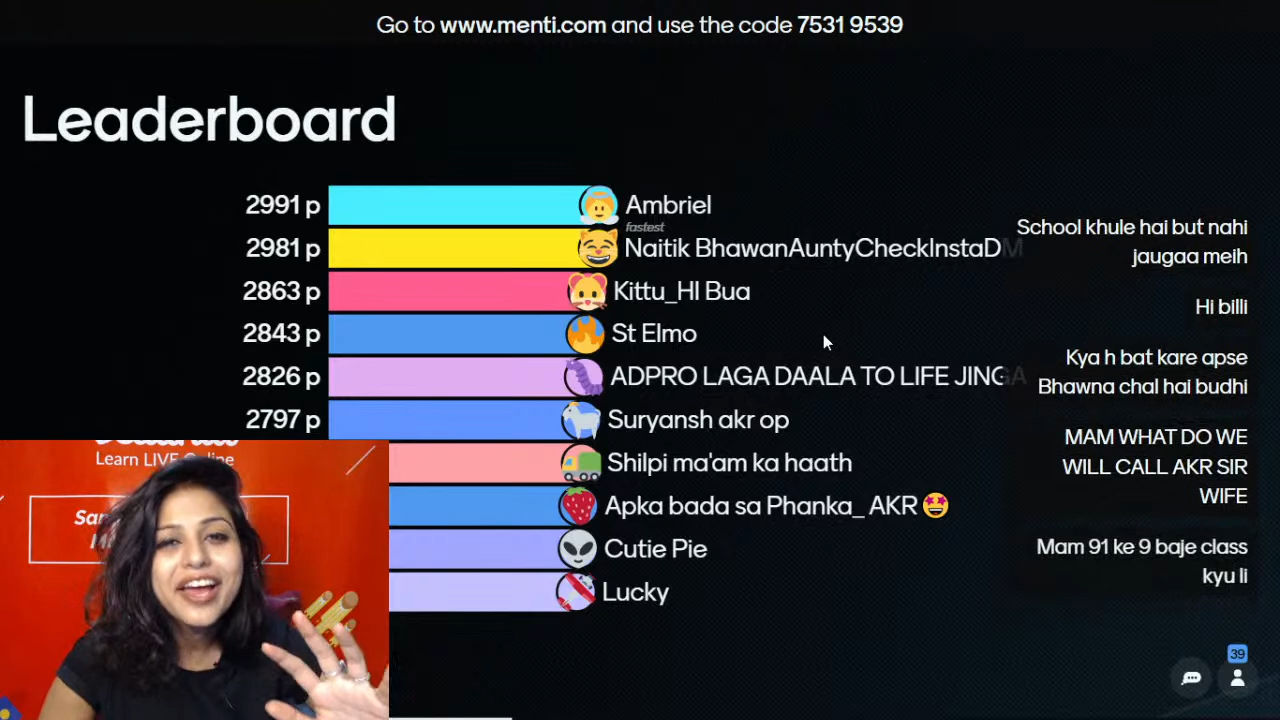 Go to www.menti.com and use the code 7531 9539
Leaderboard
2991 p Ambriel
fastest
2981 p Naitik BhawanAuntyCheckInstaDM
2863 p Kittu_HI Bua
2843 p St Elmo
2826 p ADPRO LAGA DAALA TO LIFE JINGA
2797 p Suryansh akr op
Shilpi ma'am ka haath
Apka bada sa Phanka_ AKR 🤩
Cutie Pie
Lucky
School khule hai but nahi
jaugaa meih
Hi billi
Kya h bat kare apse
Bhawna chal hai budhi
MAM WHAT DO WE
WILL CALL AKR SIR
WIFE
Mam 91 ke 9 baje class
kyu li
39
Learn LIVE Online